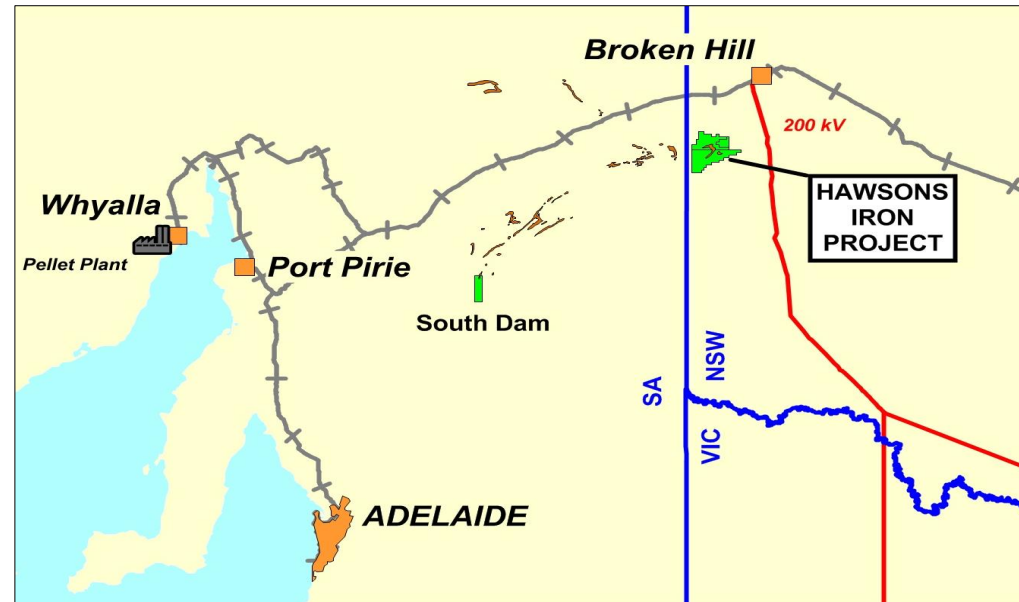 Broken Hill
200 kV
HAWSONS
IRON
PROJECT
Whyalla
Pellet Plant
Port Pirie
South Dam
SA
NSW
VIC
ADELAIDE